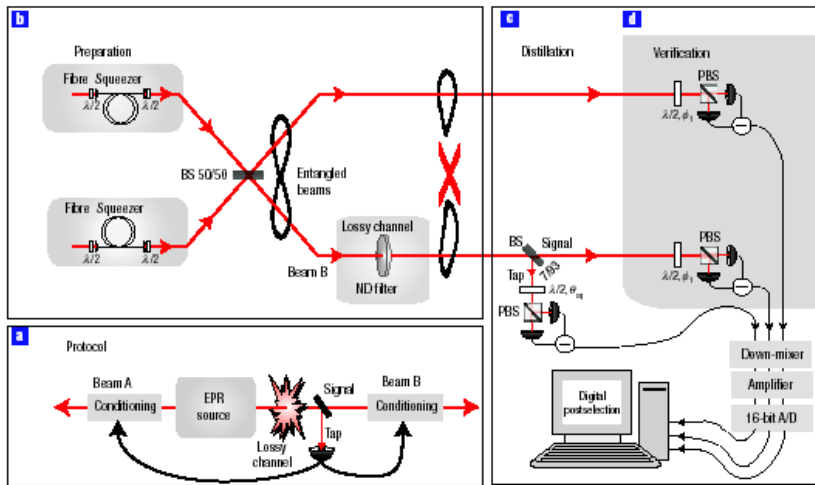 b
Preparation
Fibre Squeezer
λ/2
λ/2
BS 50/50
Entangled
beams
Fibre Squeezer
λ/2
λ/2
Lossy channel
Beam B
ND filter
c
Distillation
BS
Signal
7/93
Tap
λ/2, θ
PBS
d
Verification
PBS
λ/2, ϕ₁
PBS
λ/2, ϕ₁
Down-mixer
Amplifier
16-bit A/D
Digital
postselection
a
Protocol
Beam A
Conditioning
EPR
source
Lossy
channel
Signal
Tap
Beam B
Conditioning